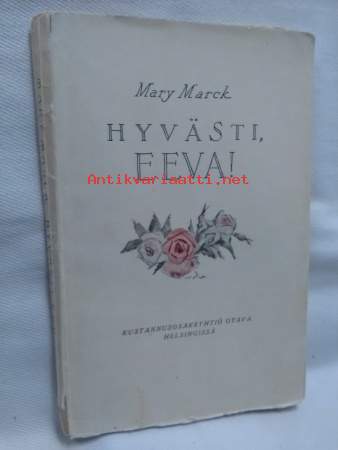 Mary Marck
HYVÄSTI,
EEVA!
Antikvariaatti.net
KUSTANNUSOSAKEYHTIÖ OTAVA
HELSINGISSÄ